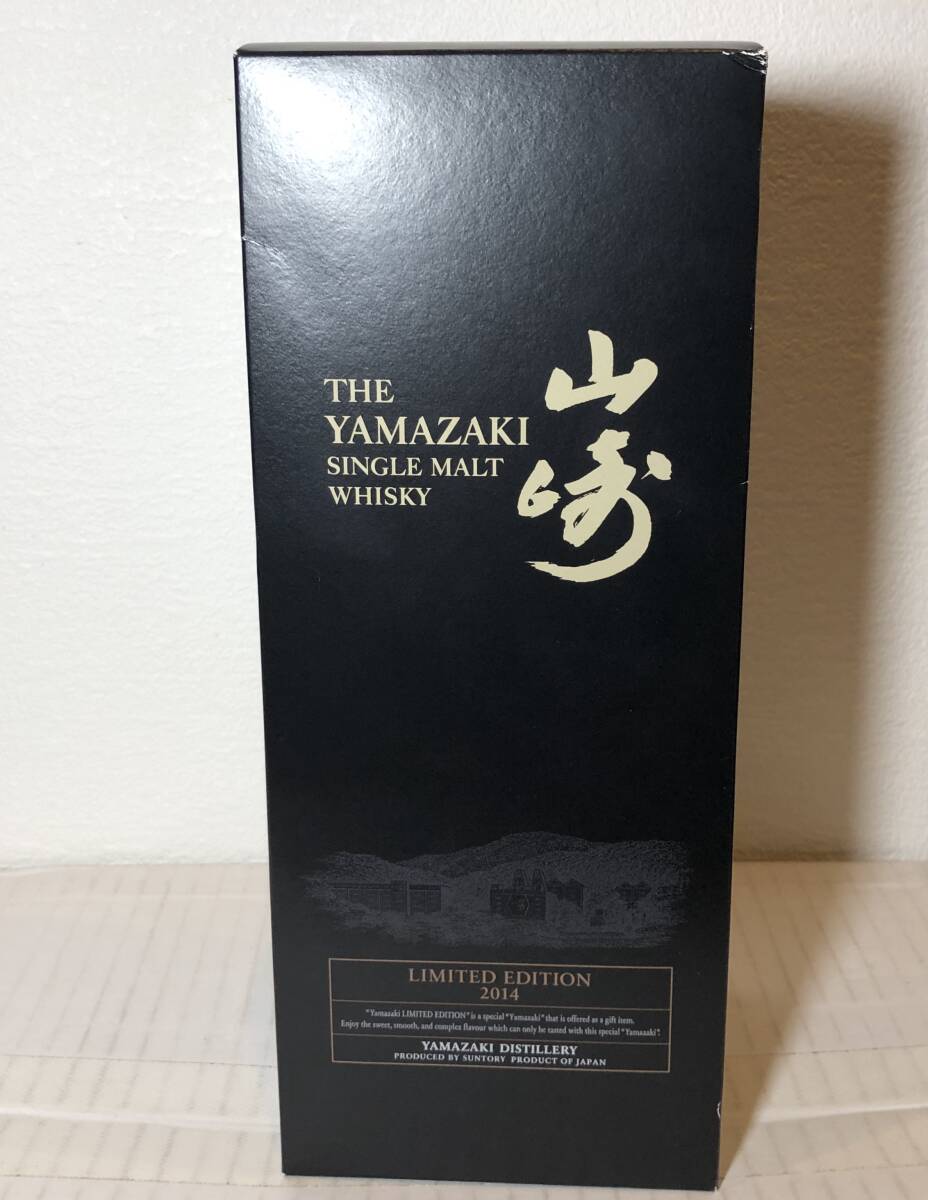 THE
YAMAZAKI
SINGLE MALT
WHISKY
山崎
LIMITED EDITION
2014
"Yamazaki LIMITED EDITION" is a special "Yamazaki" that is offered as a gift item.
Enjoy the sweet, smooth, and complex flavour which can only be tasted with this special "Yamazaki".
YAMAZAKI DISTILLERY
PRODUCED BY SUNTORY PRODUCT OF JAPAN